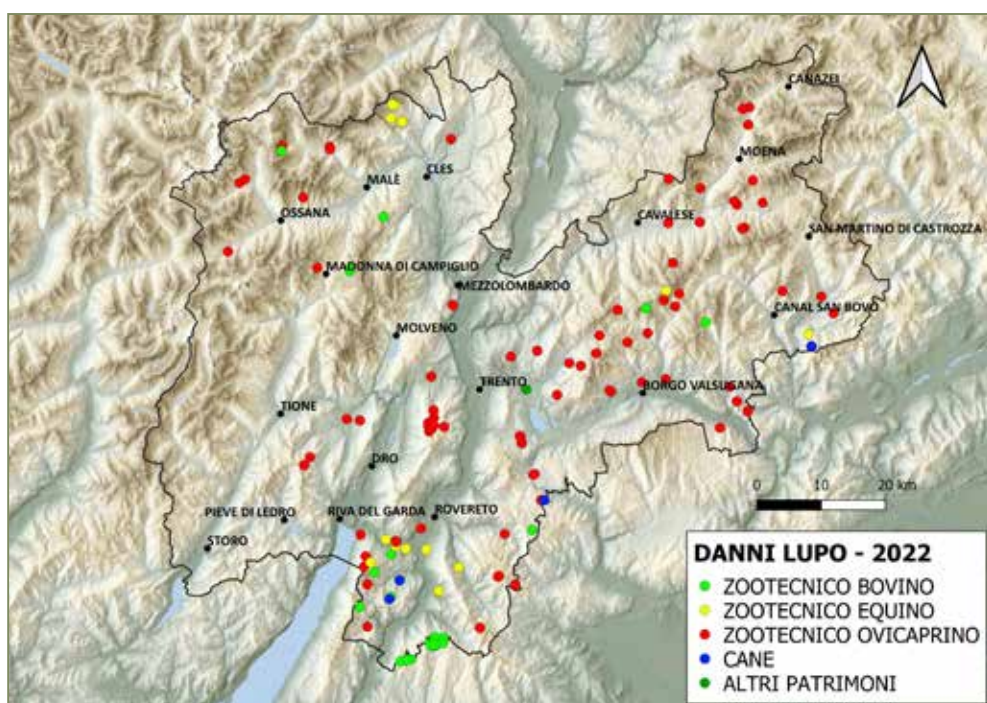 CANAZEI
MOENA
CLES
MALÈ
OSSANA
CAVALESE
SAN MARTINO DI CASTROZZA
MADONNA DI CAMPIGLIO
MEZZOLOMBARDO
CANAL SAN BOVO
MOLVENO
TRENTO
BORGO VALSUGANA
TIONE
DRO
0 10 20 km
PIEVE DI LEDRO
RIVA DEL GARDA
ROVERETO
STORO
DANNI LUPO - 2022
ZOOTECNICO BOVINO
ZOOTECNICO EQUINO
ZOOTECNICO OVICAPRINO
CANE
ALTRI PATRIMONI